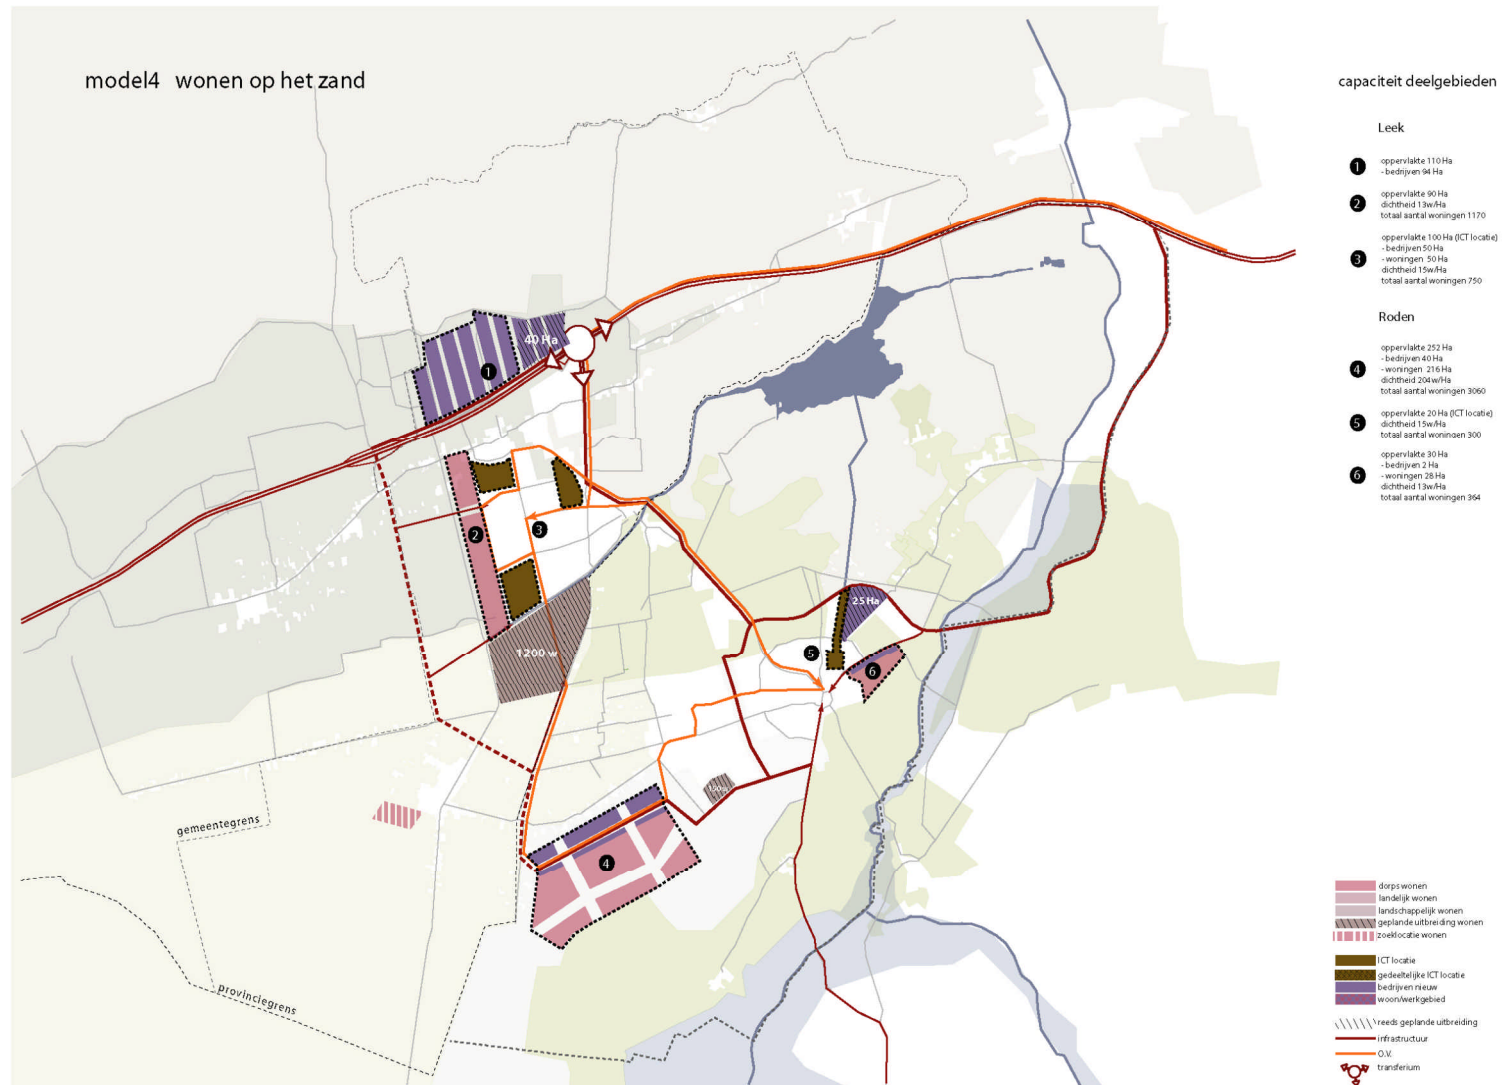 model4 wonen op het zand
capaciteit deelgebieden
Leek
1
oppervlakte 110 Ha
- bedrijven 94 Ha
2
oppervlakte 90 Ha
dichtheid 13w/Ha
totaal aantal woningen 1170
3
oppervlakte 100 Ha (ICT locatie)
- bedrijven 50 Ha
- woningen 50 Ha
dichtheid 15w/Ha
totaal aantal woningen 750
Roden
4
oppervlakte 252 Ha
- bedrijven 40 Ha
- woningen 216 Ha
dichtheid 204w/Ha
totaal aantal woningen 3060
5
oppervlakte 20 Ha (ICT locatie)
dichtheid 15w/Ha
totaal aantal woningen 300
6
oppervlakte 30 Ha
- bedrijven 2 Ha
- woningen 28 Ha
dichtheid 13w/Ha
totaal aantal woningen 364
40 Ha
1
2
3
25 Ha
1200 w
5
6
4
gemeentegrens
provinciegrens
dorps wonen
landelijk wonen
landschappelijk wonen
geplande uitbreiding wonen
zoeklocatie wonen
ICT locatie
gedeeltelijke ICT locatie
bedrijven nieuw
woon/werkgebied
reeds geplande uitbreiding
infrastructuur
O.V.
transferium